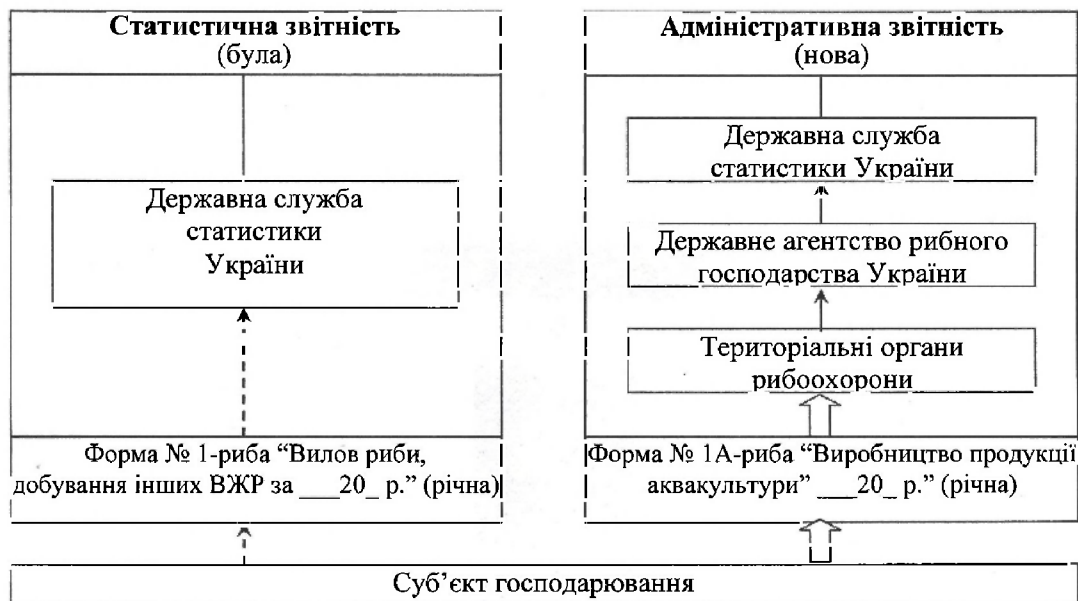 Статистична звітність
(була)
Державна служба
статистики
України
Форма № 1-риба “Вилов риби,
добування інших ВЖР за ___20_ р.” (річна)
Адміністративна звітність
(нова)
Державна служба
статистики України
Державне агентство рибного
господарства України
Територіальні органи
рибоохорони
Форма № 1А-риба “Виробництво продукції
аквакультури” ___20_ р.” (річна)
Суб’єкт господарювання